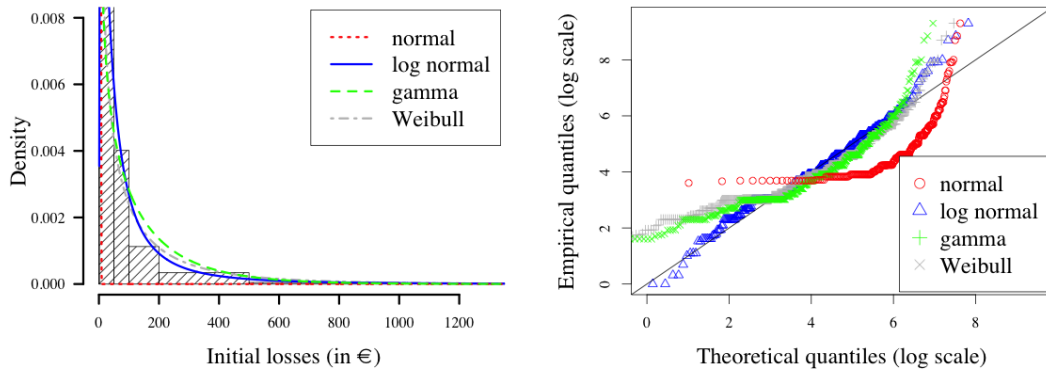 0.008
0.006
0.004
0.002
0.000
Density
0
200
400
600
800
1000
1200
Initial losses (in €)
normal
log normal
gamma
Weibull
8
6
4
2
0
Empirical quantiles (log scale)
0
2
4
6
8
Theoretical quantiles (log scale)
normal
log normal
gamma
Weibull